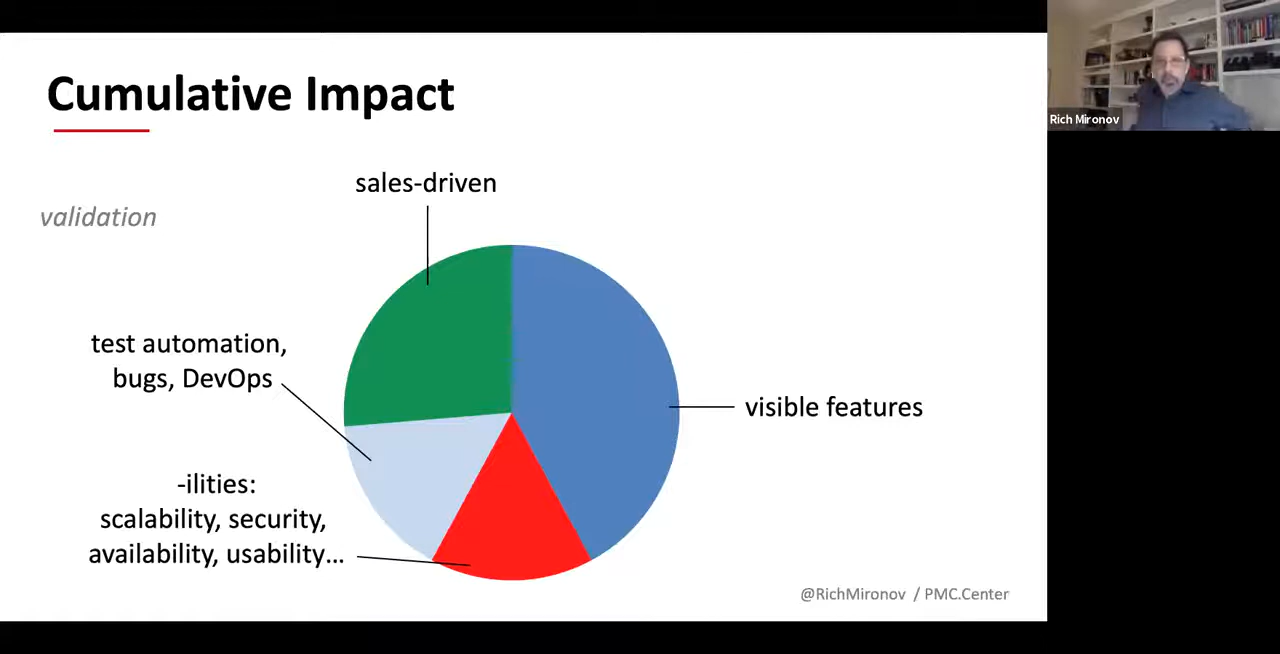 Cumulative Impact
Rich Mironov
sales-driven
validation
test automation,
bugs, DevOps
visible features
-ilities:
scalability, security,
availability, usability...
@RichMironov / PMC.Center